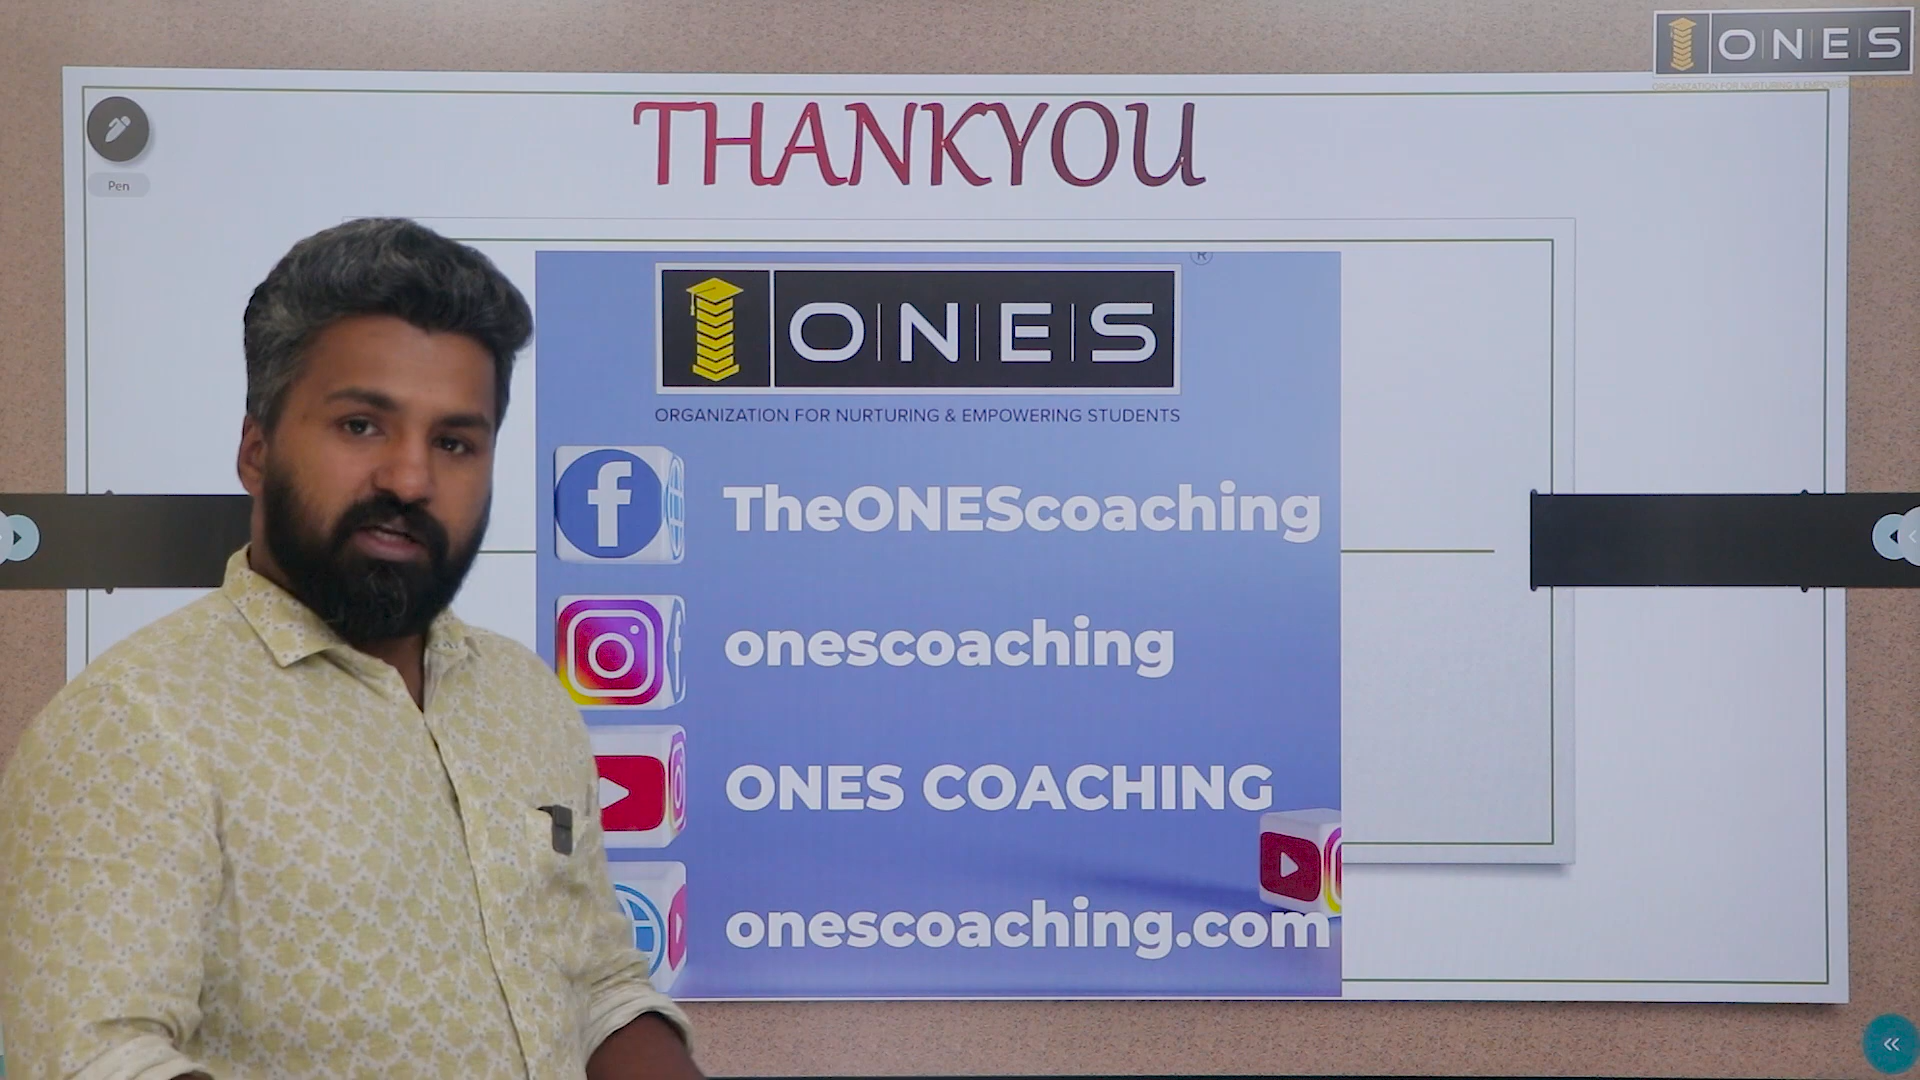 ONES
ORGANIZATION FOR NURTURING & EMPOWERING STUDENTS
THANKYOU
Pen
®
ONES
ORGANIZATION FOR NURTURING & EMPOWERING STUDENTS
TheONEScoaching
onescoaching
ONES COACHING
onescoaching.com